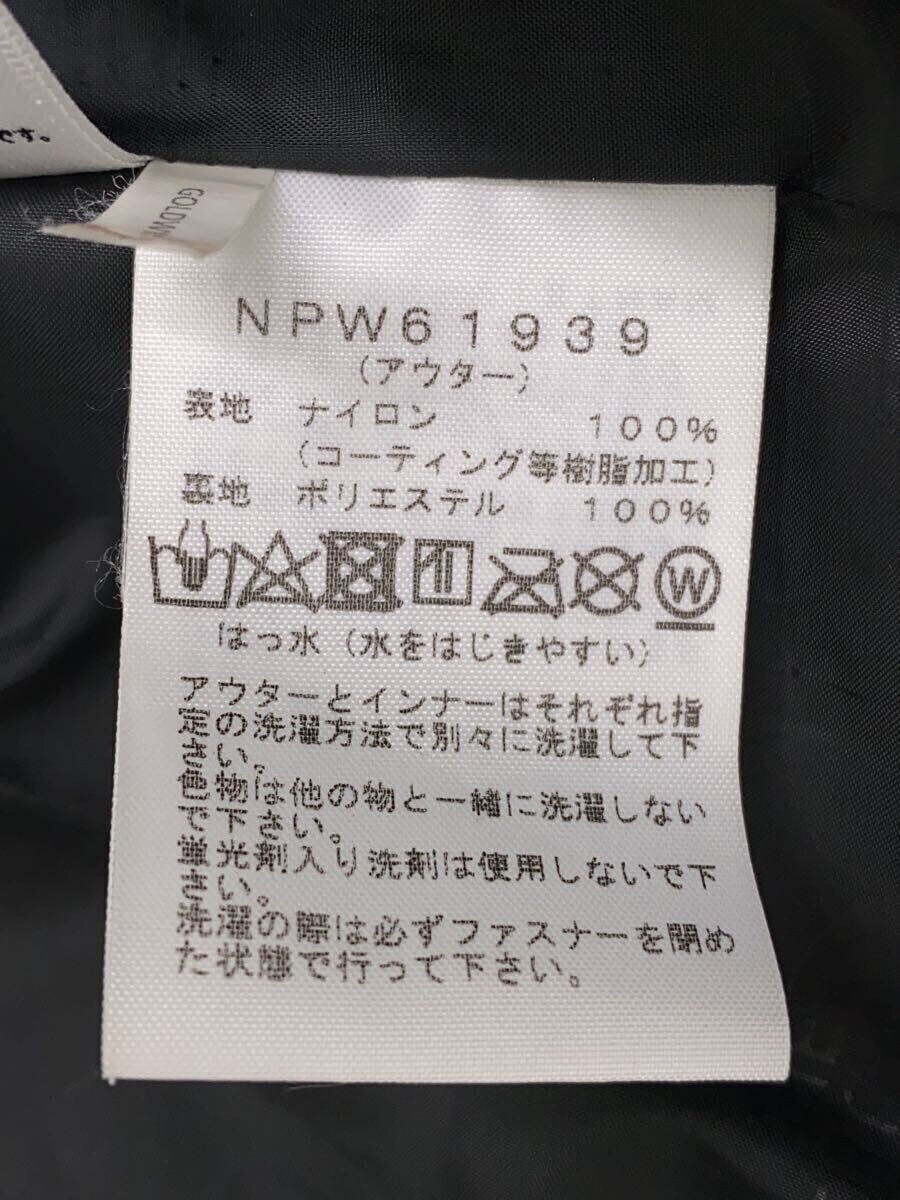 です。
GOLDW
NPW61939
(アウター)
表地 ナイロン 100%
(コーティング等樹脂加工)
裏地 ポリエステル 100%
W
はっ水 (水をはじきやすい)
アウターとインナーはそれぞれ指
定の洗濯方法で別々に洗濯して下
さい。
色物は他の物と一緒に洗濯しない
で下さい。
蛍光剤入り洗剤は使用しないで下
さい。
洗濯の際は必ずファスナーを閉め
た状態で行って下さい。